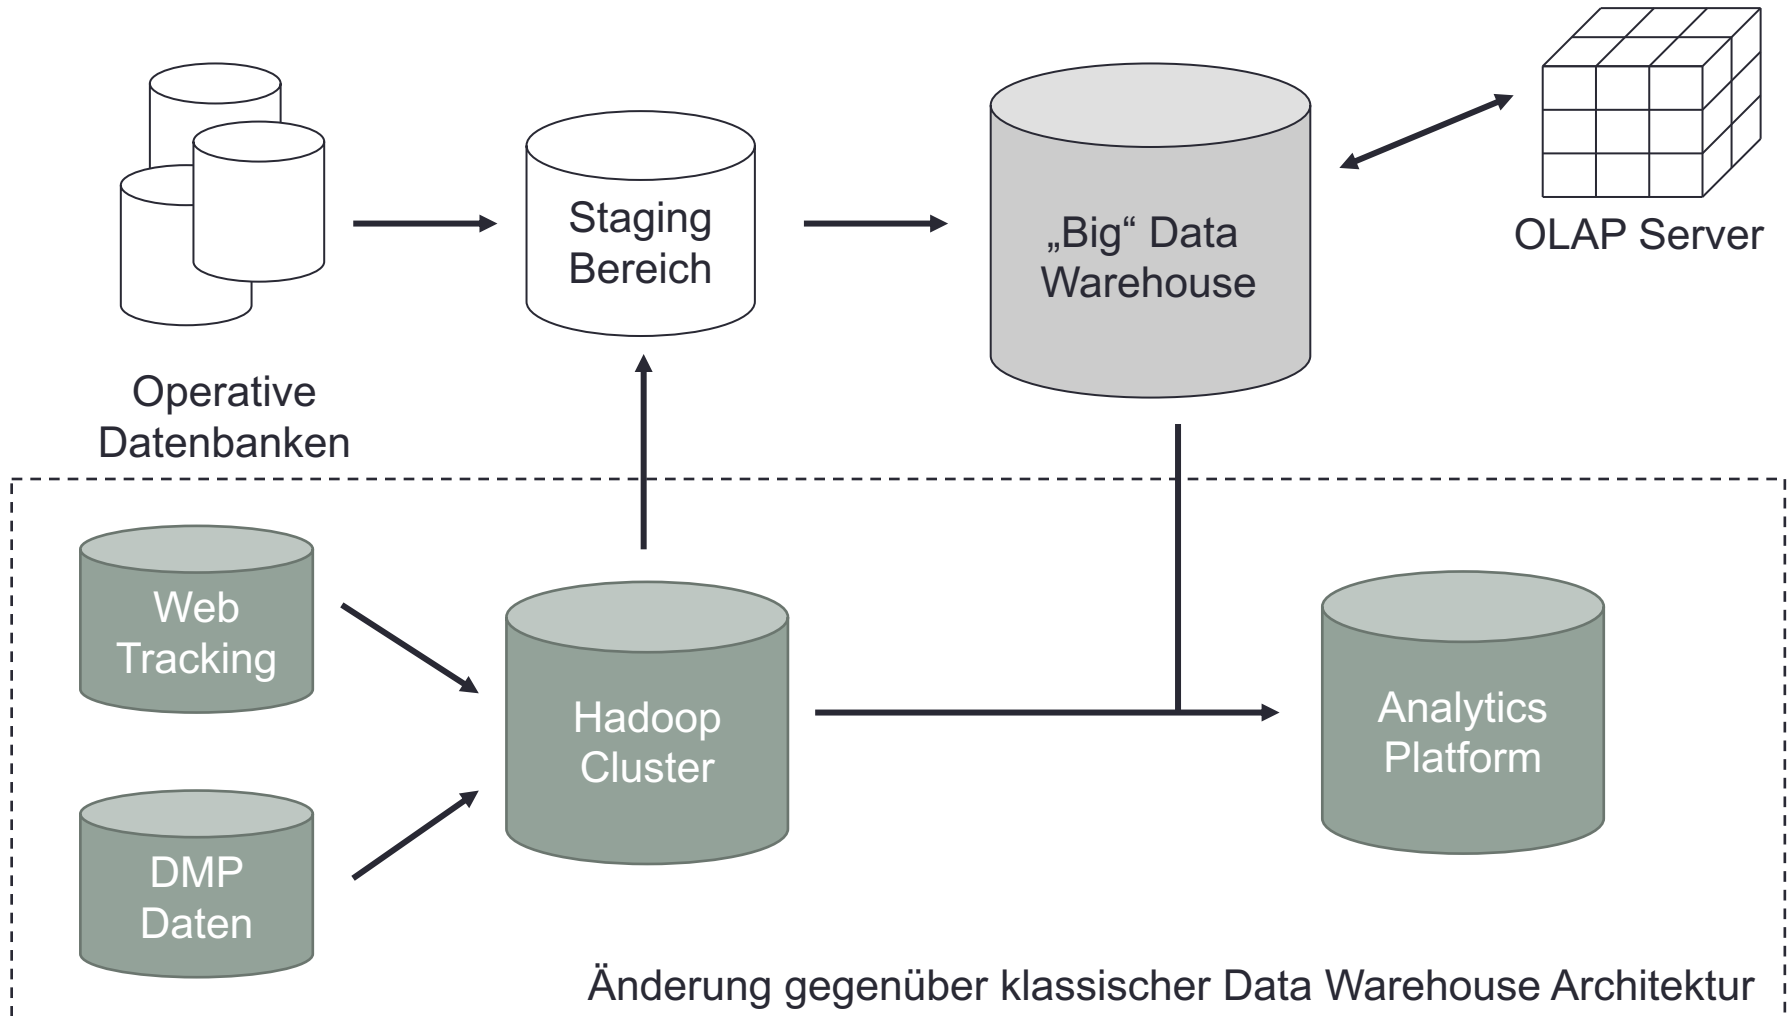 Staging
Bereich
„Big“ Data
Warehouse
OLAP Server
Operative
Datenbanken
Web
Tracking
Hadoop
Cluster
Analytics
Platform
DMP
Daten
Änderung gegenüber klassischer Data Warehouse Architektur